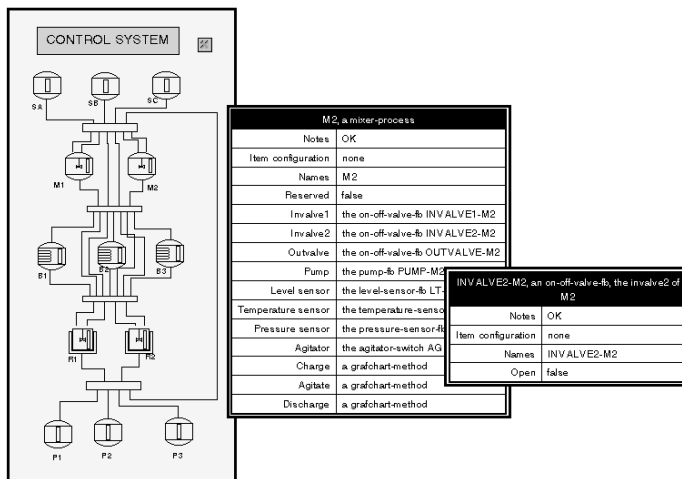 CONTROL SYSTEM
SA
SB
SC
M1
M2
B1
B2
B3
R1
R2
P1
P2
P3
M2, a mixer-process
Notes OK
Item configuration none
Names M2
Reserved false
Invalve1 the on-off-valve-fb INVALVE1-M2
Invalve2 the on-off-valve-fb INVALVE2-M2
Outvalve the on-off-valve-fb OUTVALVE-M2
Pump the pump-fb PUMP-M2
Level sensor the level-sensor-fb LT-
Temperature sensor the temperature-senso
Pressure sensor the pressure-sensor-fb
Agitator the agitator-switch AG
Charge a grafchart-method
Agitate a grafchart-method
Discharge a grafchart-method
INVALVE2-M2, an on-off-valve-fb, the invalve2 of
M2
Notes OK
Item configuration none
Names INVALVE2-M2
Open false